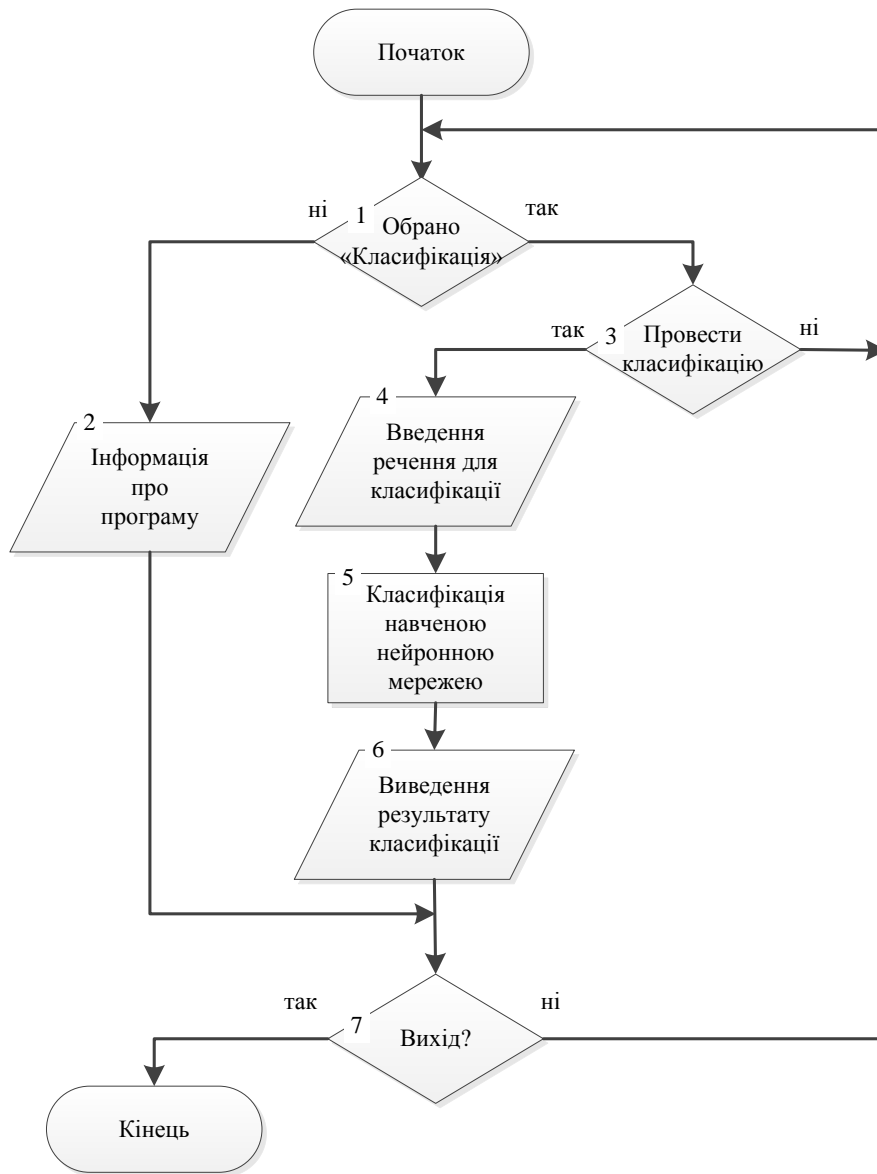 Початок
ні
1
так
Обрано
«Класифікація»
так
3
Провести
класифікацію
ні
2
Інформація
про
програму
4
Введення
речення для
класифікації
5
Класифікація
навченою
нейронною
мережею
6
Виведення
результату
класифікації
так
7
Вихід?
ні
Кінець